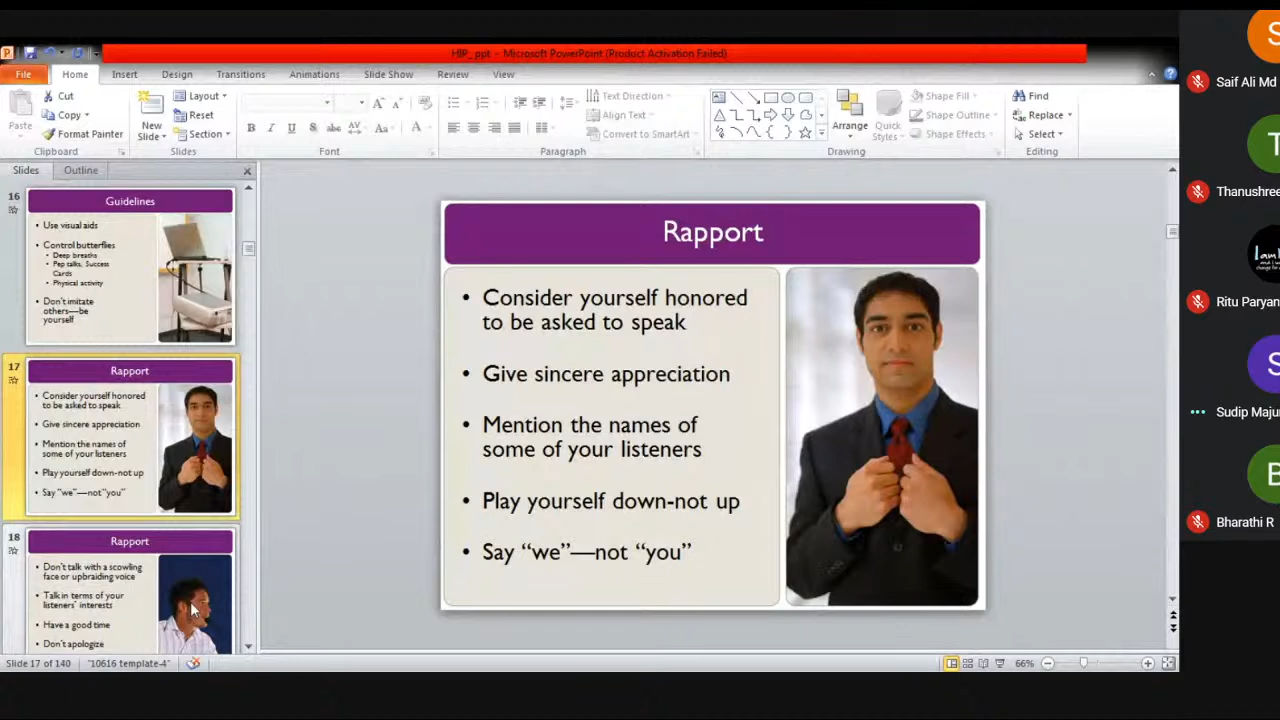 HIP_ppt - Microsoft PowerPoint (Product Activation Failed)
File Home Insert Design Transitions Animations Slide Show Review View
Paste
Cut
Copy
Format Painter
Clipboard
New
Slide
Layout
Reset
Section
Slides
B I U S abc AV Aa A
Font
Text Direction
Align Text
Convert to SmartArt
Paragraph
Arrange
Quick
Styles
Shape Fill
Shape Outline
Shape Effects
Drawing
Find
Replace
Select
Editing
Slides Outline
16
Guidelines
• Use visual aids
• Control butterflies
• Deep breaths
• Pep talks, Success
Cards
• Physical activity
• Don't imitate
others—be
yourself
17
Rapport
• Consider yourself honored
to be asked to speak
• Give sincere appreciation
• Mention the names of
some of your listeners
• Play yourself down-not up
• Say "we"—not "you"
18
Rapport
• Don't talk with a scowling
face or upbraiding voice
• Talk in terms of your
listeners' interests
• Have a good time
• Don't apologize
Rapport
• Consider yourself honored
to be asked to speak
• Give sincere appreciation
• Mention the names of
some of your listeners
• Play yourself down-not up
• Say “we”—not “you”
Slide 17 of 140 "10616 template-4" 66%
S
Saif Ali Md
T
Thanushree
Ritu Paryan
S
Sudip Majur
B
Bharathi R